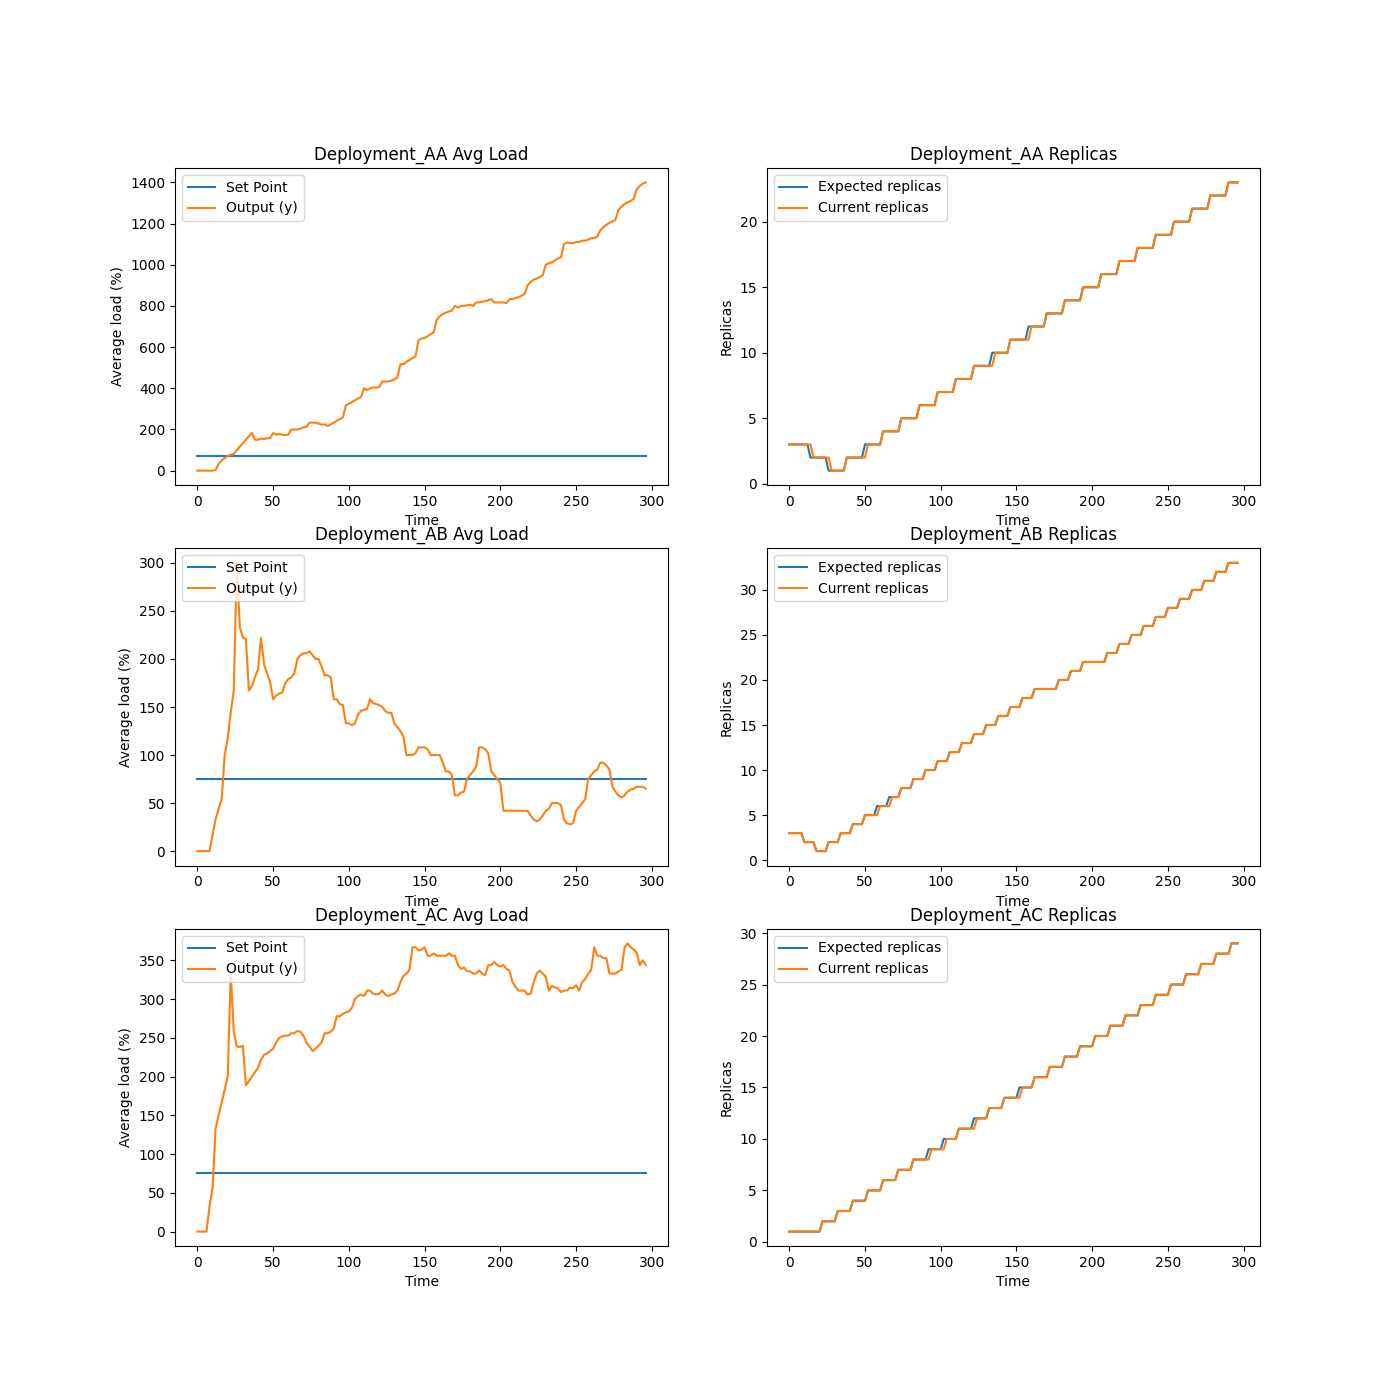 Deployment_AA Avg Load
Set Point
Output (y)
Average load (%)
1400
1200
1000
800
600
400
200
0
0 50 100 150 200 250 300
Time
Deployment_AA Replicas
Expected replicas
Current replicas
Replicas
20
15
10
5
0
0 50 100 150 200 250 300
Time
Deployment_AB Avg Load
Set Point
Output (y)
Average load (%)
300
250
200
150
100
50
0
0 50 100 150 200 250 300
Time
Deployment_AB Replicas
Expected replicas
Current replicas
Replicas
30
25
20
15
10
5
0
0 50 100 150 200 250 300
Time
Deployment_AC Avg Load
Set Point
Output (y)
Average load (%)
350
300
250
200
150
100
50
0
0 50 100 150 200 250 300
Time
Deployment_AC Replicas
Expected replicas
Current replicas
Replicas
30
25
20
15
10
5
0
0 50 100 150 200 250 300
Time